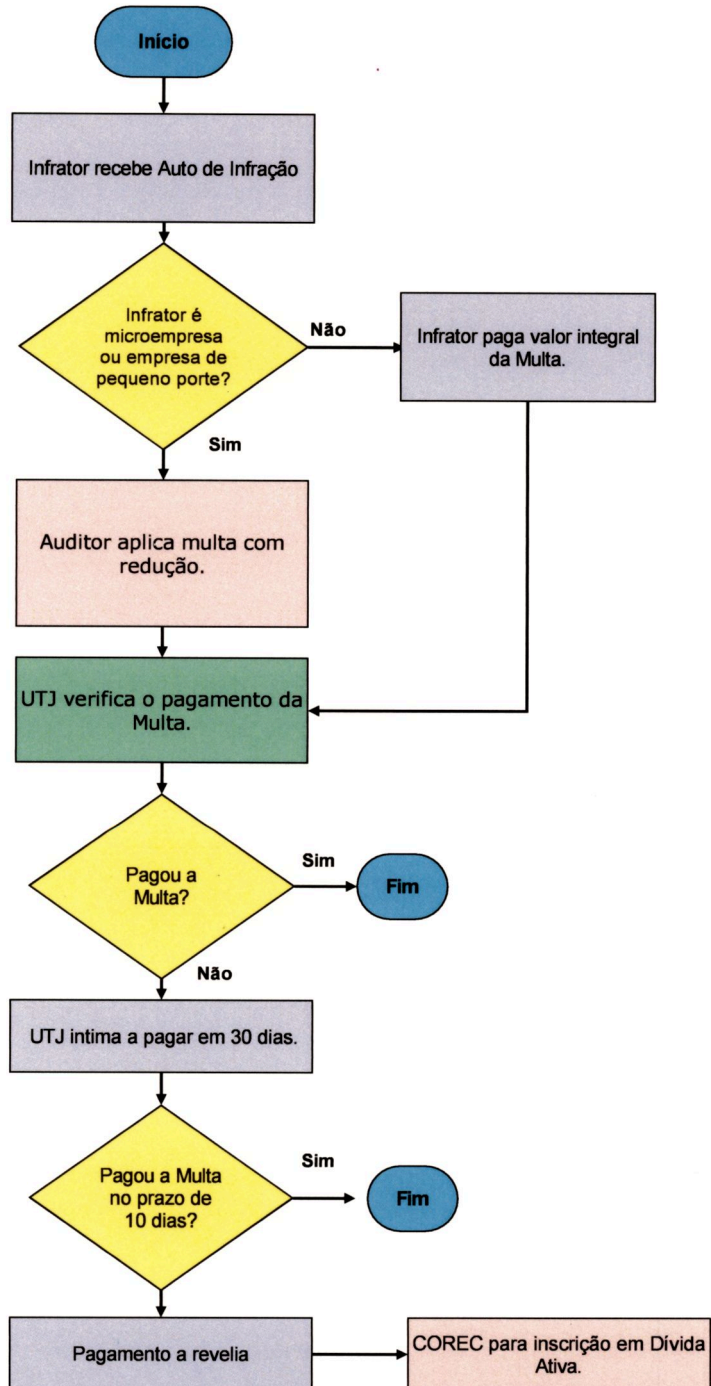 Início
Infrator recebe Auto de Infração
Infrator é
microempresa
ou empresa de
pequeno porte?
Não
Infrator paga valor integral
da Multa.
Sim
Auditor aplica multa com
redução.
UTJ verifica o pagamento da
Multa.
Pagou a
Multa?
Sim
Fim
Não
UTJ intima a pagar em 30 dias.
Pagou a Multa
no prazo de
10 dias?
Sim
Fim
Pagamento a revelia
COREC para inscrição em Dívida
Ativa.